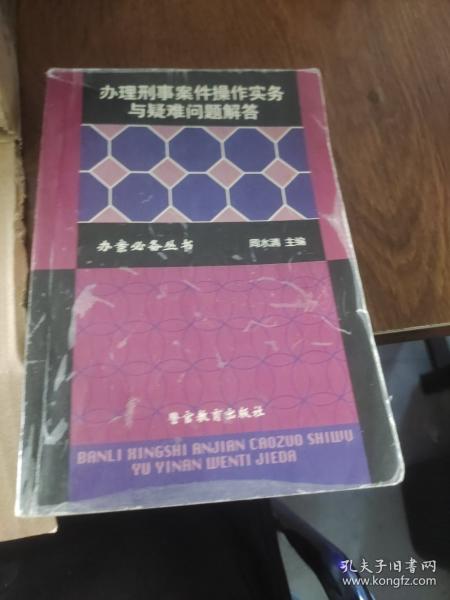 办理刑事案件操作实务
与疑难问题解答
办案必备丛书
周水清 主编
警官教育出版社
BANLI XINGSHI ANJIAN CAOZUO SHIWU
YU YINAN WENTI JIEDA
孔夫子旧书网
www.kongfz.com